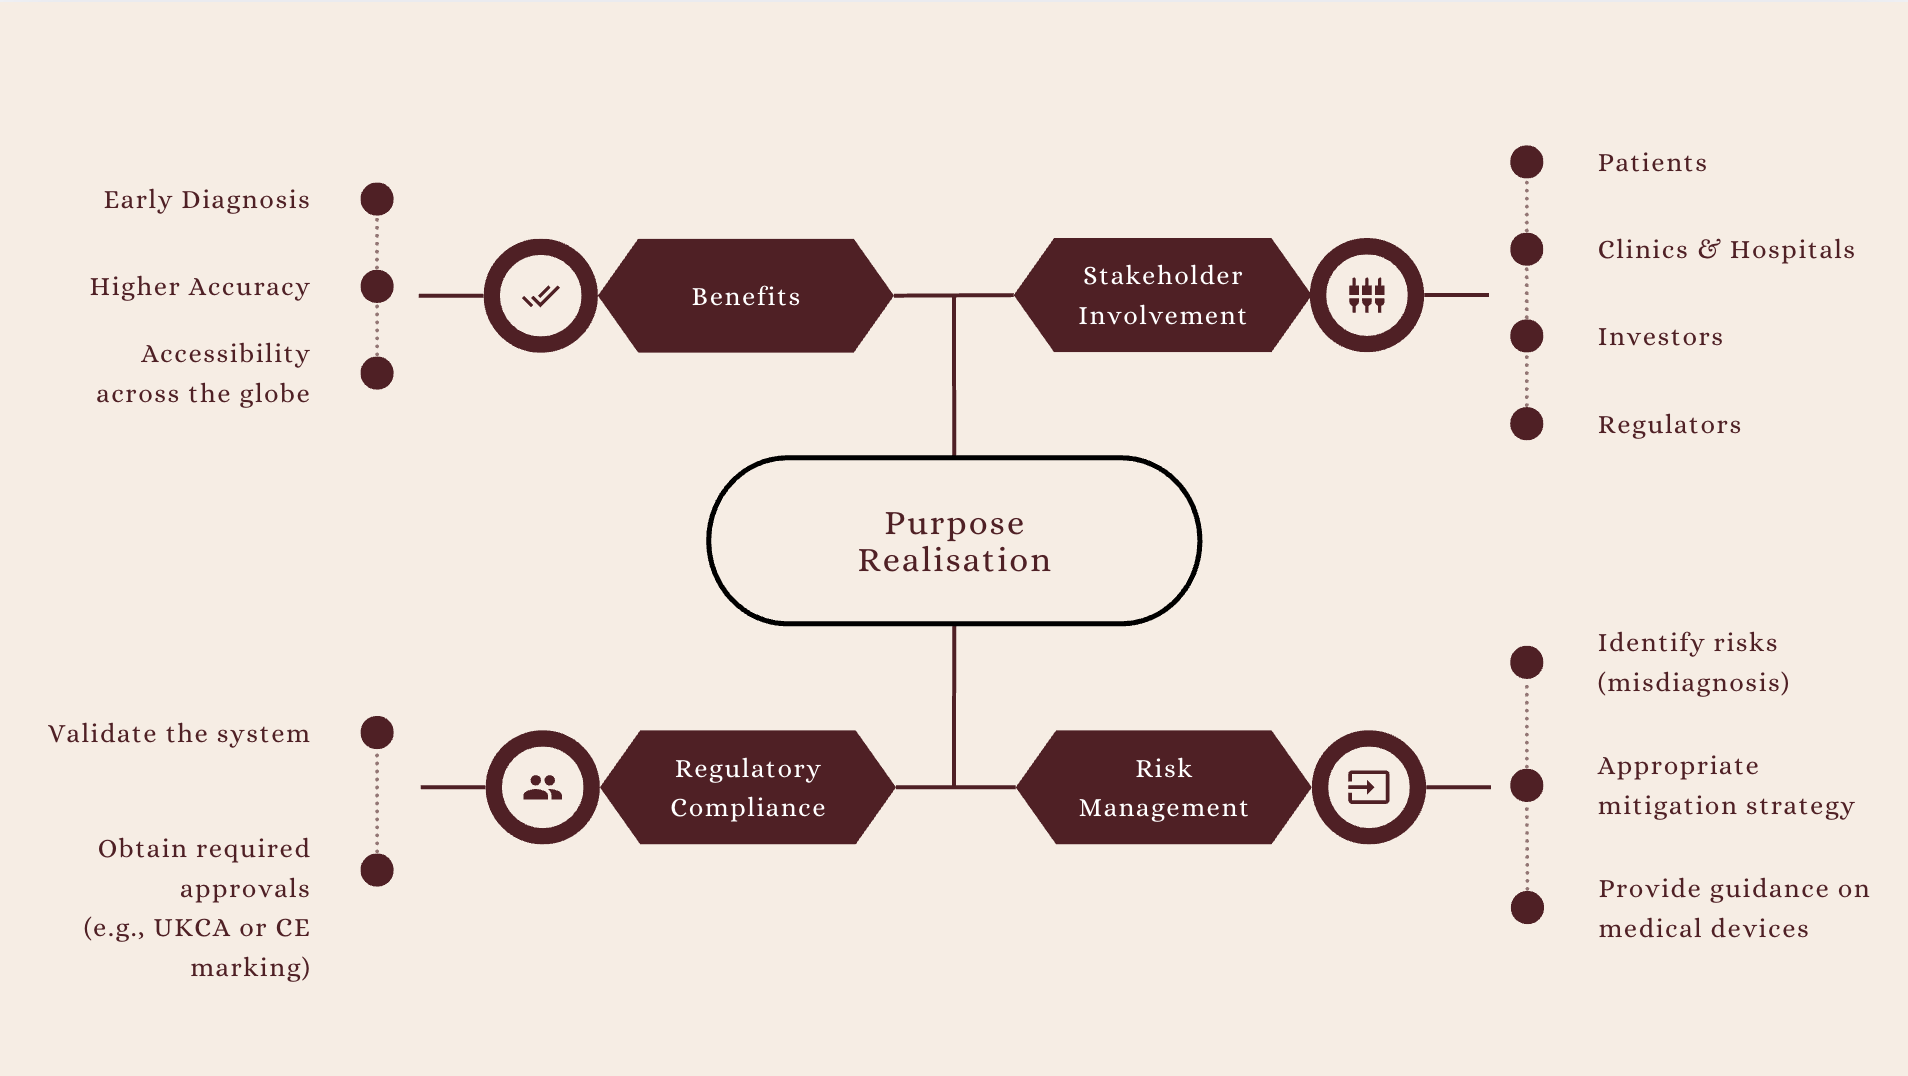 Early Diagnosis
Higher Accuracy
Accessibility
across the globe
Benefits
Stakeholder
Involvement
Patients
Clinics & Hospitals
Investors
Regulators
Purpose
Realisation
Validate the system
Obtain required
approvals
(e.g., UKCA or CE
marking)
Regulatory
Compliance
Risk
Management
Identify risks
(misdiagnosis)
Appropriate
mitigation strategy
Provide guidance on
medical devices